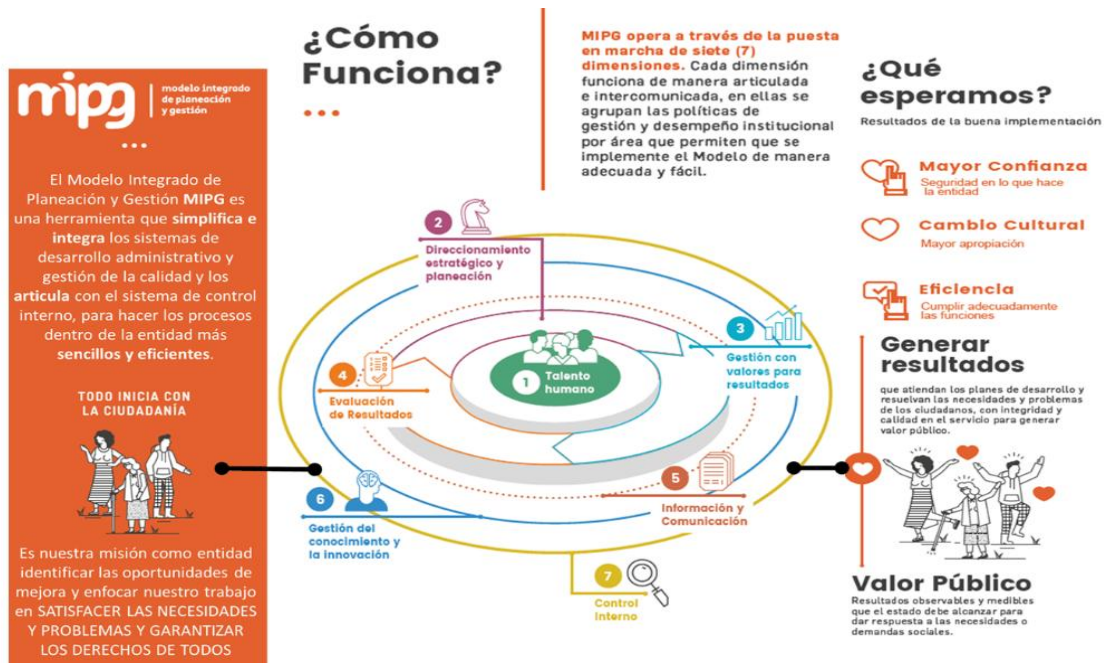 mipg
modelo integrado
de planeación
y gestión
El Modelo Integrado de
Planeación y Gestión MIPG es
una herramienta que simplifica e
integra los sistemas de
desarrollo administrativo y
gestión de la calidad y los
articula con el sistema de control
interno, para hacer los procesos
dentro de la entidad más
sencillos y eficientes.
TODO INICIA CON
LA CIUDADANÍA
Es nuestra misión como entidad
identificar las oportunidades de
mejora y enfocar nuestro trabajo
en SATISFACER LAS NECESIDADES
Y PROBLEMAS Y GARANTIZAR
LOS DERECHOS DE TODOS
¿Cómo
Funciona?
MIPG opera a través de la puesta
en marcha de siete (7)
dimensiones. Cada dimensión
funciona de manera articulada
e intercomunicada, en ellas se
agrupan las políticas de
gestión y desempeño institucional
por área que permiten que se
implemente el Modelo de manera
adecuada y fácil.
1
Talento
humano
2
Direccionamiento
estratégico y
planeación
3
Gestión con
valores para
resultados
4
Evaluación
de Resultados
5
Información y
Comunicación
6
Gestión del
conocimiento y
la innovación
7
Control
Interno
¿Qué
esperamos?
Resultados de la buena implementación
Mayor Confianza
Seguridad en lo que hace
la entidad
Cambio Cultural
Mayor apropiación
Eficiencia
Cumplir adecuadamente
las funciones
Generar
resultados
que atiendan los planes de desarrollo y
resuelvan las necesidades y problemas
de los ciudadanos, con integridad y
calidad en el servicio para generar
valor público.
Valor Público
Resultados observables y medibles
que el estado debe alcanzar para
dar respuesta a las necesidades o
demandas sociales.